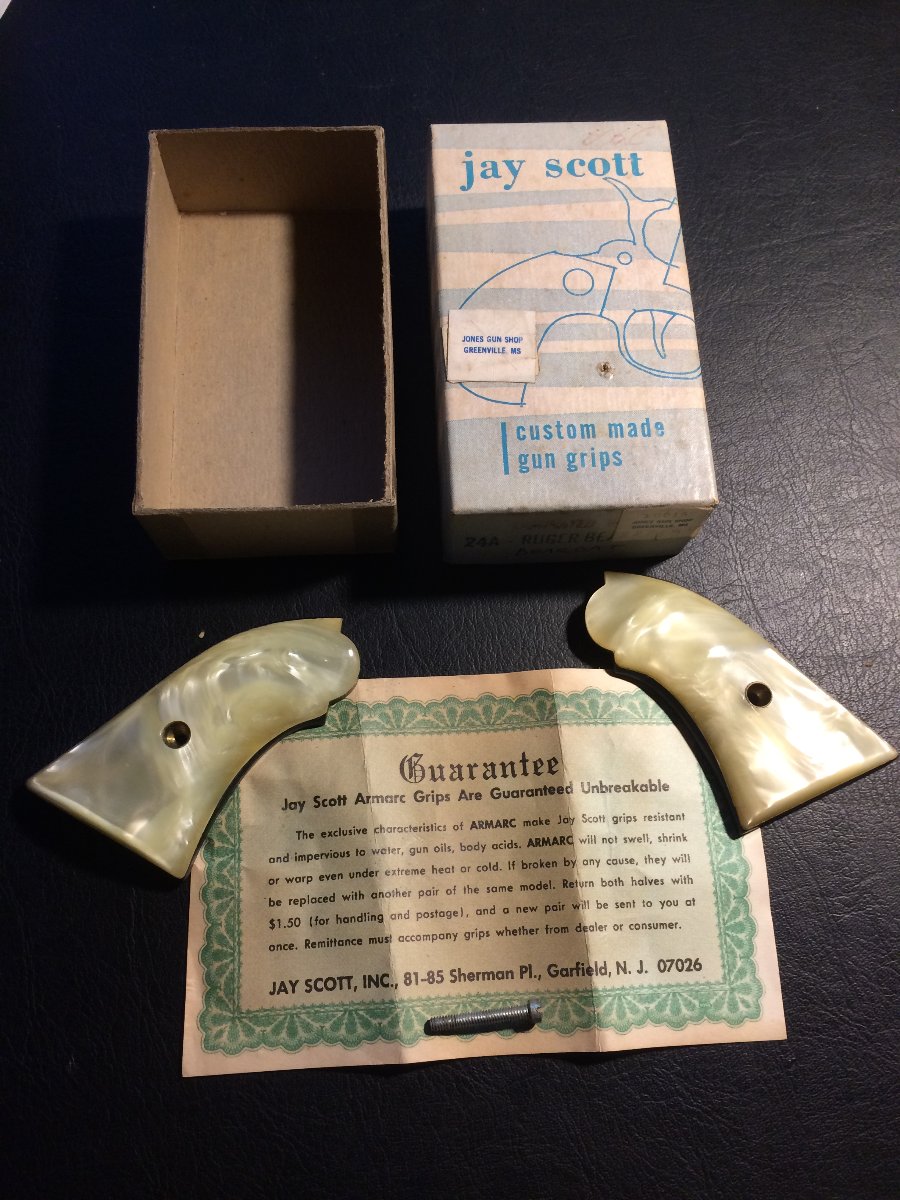 jay scott
JONES GUN SHOP
GREENVILLE, MS
custom made
gun grips
JONES GUN SHOP
GREENVILLE, MS
24A - RUGER
Guarantee
Jay Scott Armarc Grips Are Guaranteed Unbreakable
The exclusive characteristics of ARMARC make Jay Scott grips resistant
and impervious to water, gun oils, body acids. ARMARC will not swell, shrink
or warp even under extreme heat or cold. If broken by any cause, they will
be replaced with another pair of the same model. Return both halves with
$1.50 (for handling and postage), and a new pair will be sent to you at
once. Remittance must accompany grips whether from dealer or consumer.
JAY SCOTT, INC., 81-85 Sherman Pl., Garfield, N. J. 07026